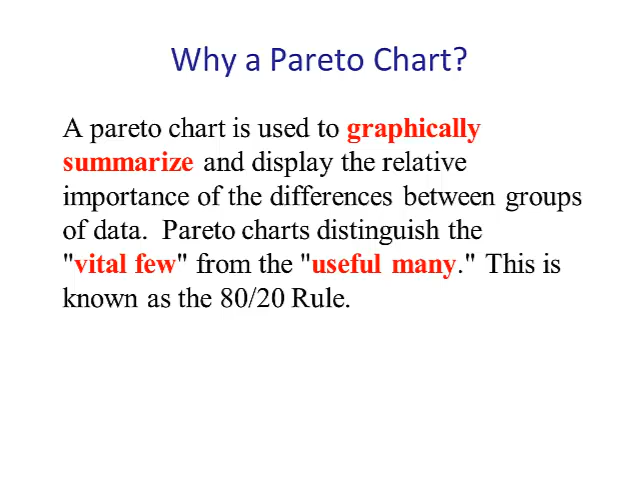 Why a Pareto Chart?
A pareto chart is used to graphically
summarize and display the relative
importance of the differences between groups
of data.  Pareto charts distinguish the
"vital few" from the "useful many." This is
known as the 80/20 Rule.